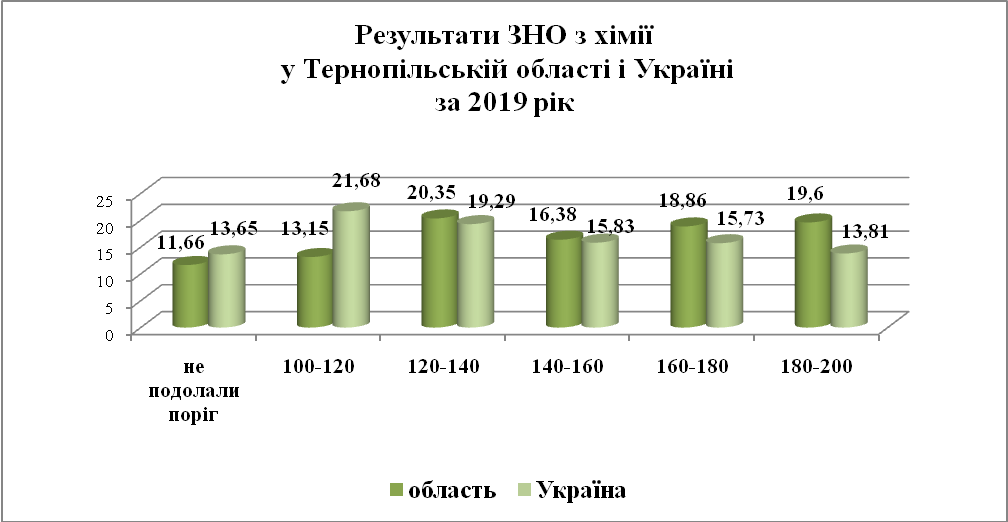 Результати ЗНО з хімії
у Тернопільській області і Україні
за 2019 рік
25
20
15
10
5
0
11,66
13,65
13,15
21,68
20,35
19,29
16,38
15,83
18,86
15,73
19,6
13,81
не
подолали
поріг
100-120
120-140
140-160
160-180
180-200
область
Україна